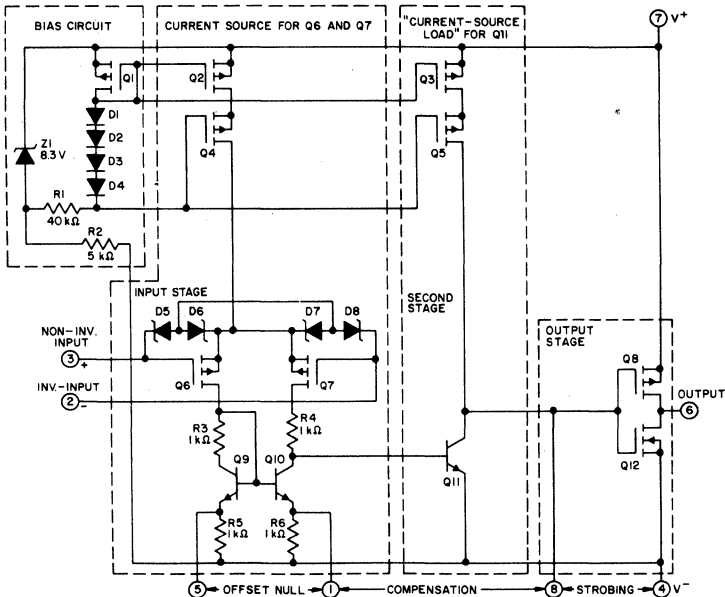 BIAS CIRCUIT
CURRENT SOURCE FOR Q6 AND Q7
"CURRENT-SOURCE
LOAD" FOR Q11
7 V+
Q1
Q2
Q3
D1
D2
D3
D4
Q4
Q5
Z1
8.3 V
R1
40 kΩ
R2
5 kΩ
INPUT STAGE
D5 D6
D7 D8
SECOND
STAGE
NON-INV.
INPUT
3 +
OUTPUT
STAGE
Q6
Q7
Q8
INV.-INPUT
2 -
OUTPUT
6
R3
1 kΩ
R4
1 kΩ
Q9
Q10
Q11
Q12
R5
1 kΩ
R6
1 kΩ
5 OFFSET NULL 1 COMPENSATION 8 STROBING 4 V-